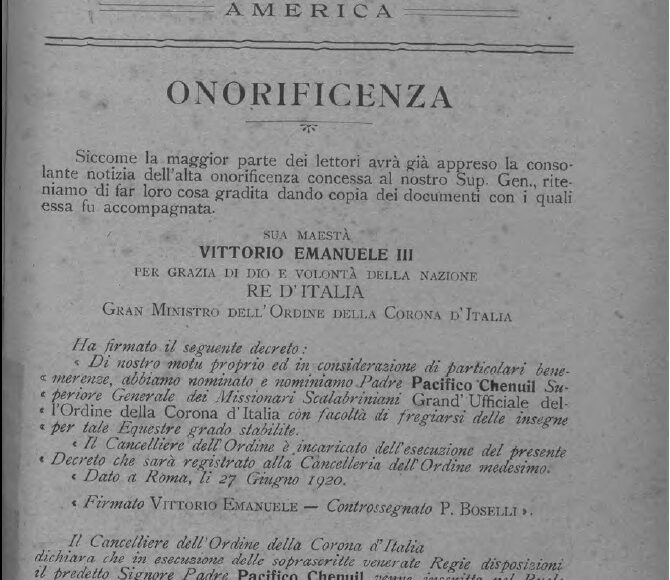 AMERICA
ONORIFICENZA
Siccome la maggior parte dei lettori avrà già appreso la conso-
lante notizia dell'alta onorificenza concessa al nostro Sup. Gen., rite-
niamo di far loro cosa gradita dando copia dei documenti con i quali
essa fu accompagnata.
SUA MAESTÀ
VITTORIO EMANUELE III
PER GRAZIA DI DIO E VOLONTÀ DELLA NAZIONE
RE D'ITALIA
GRAN MINISTRO DELL'ORDINE DELLA CORONA D'ITALIA
Ha firmato il seguente decreto:
« Di nostro motu proprio ed in considerazione di particolari bene-
« merenze, abbiamo nominato e nominiamo Padre Pacifico Chenuil Su-
« periore Generale dei Missionari Scalabriniani Grand' Ufficiale del-
« l'Ordine della Corona d'Italia con facoltà di fregiarsi delle insegne
« per tale Equestre grado stabilite.
« Il Cancelliere dell'Ordine è incaricato dell'esecuzione del presente
« Decreto che sarà registrato alla Cancelleria dell'Ordine medesimo.
« Dato a Roma, li 27 Giugno 1920.
« Firmato VITTORIO EMANUELE — Controssegnato P. BOSELLI ».
Il Cancelliere dell'Ordine della Corona d'Italia
dichiara che in esecuzione delle soprascritte venerate Regie disposizioni
il predetto Signore Padre Pacifico Chenuil venne